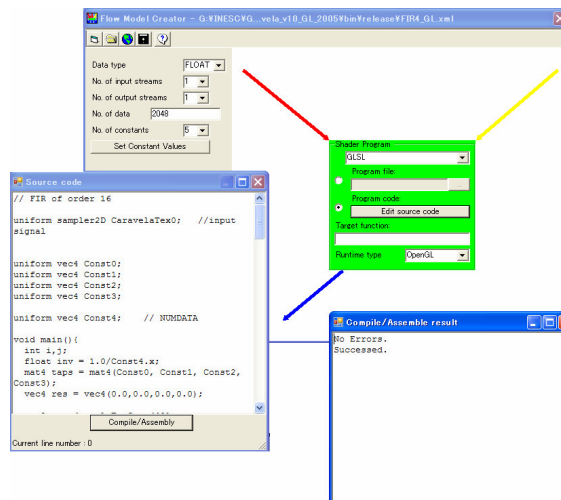 Flow Model Creator - G:¥INESC¥G...vela_v10_GL_2005¥bin¥release¥FIR4_GL.xml
Data type FLOAT
No. of input streams 1
No. of output streams 1
No. of data 2048
No. of constants 5
Set Constant Values
Shader Program
GLSL
Program file:
...
Program code:
Edit source code
Target function:
Runtime type OpenGL
Source code
// FIR of order 16
uniform sampler2D CaravelaTex0; //input
signal
uniform vec4 Const0;
uniform vec4 Const1;
uniform vec4 Const2;
uniform vec4 Const3;
uniform vec4 Const4; // NUMDATA
void main(){
int i,j;
float inv = 1.0/Const4.x;
mat4 taps = mat4(Const0, Const1, Const2,
Const3);
vec4 res = vec4(0.0,0.0,0.0,0.0);
Compile/Assembly
Current line number : 0
Compile/Assemble result
No Errors.
Successed.